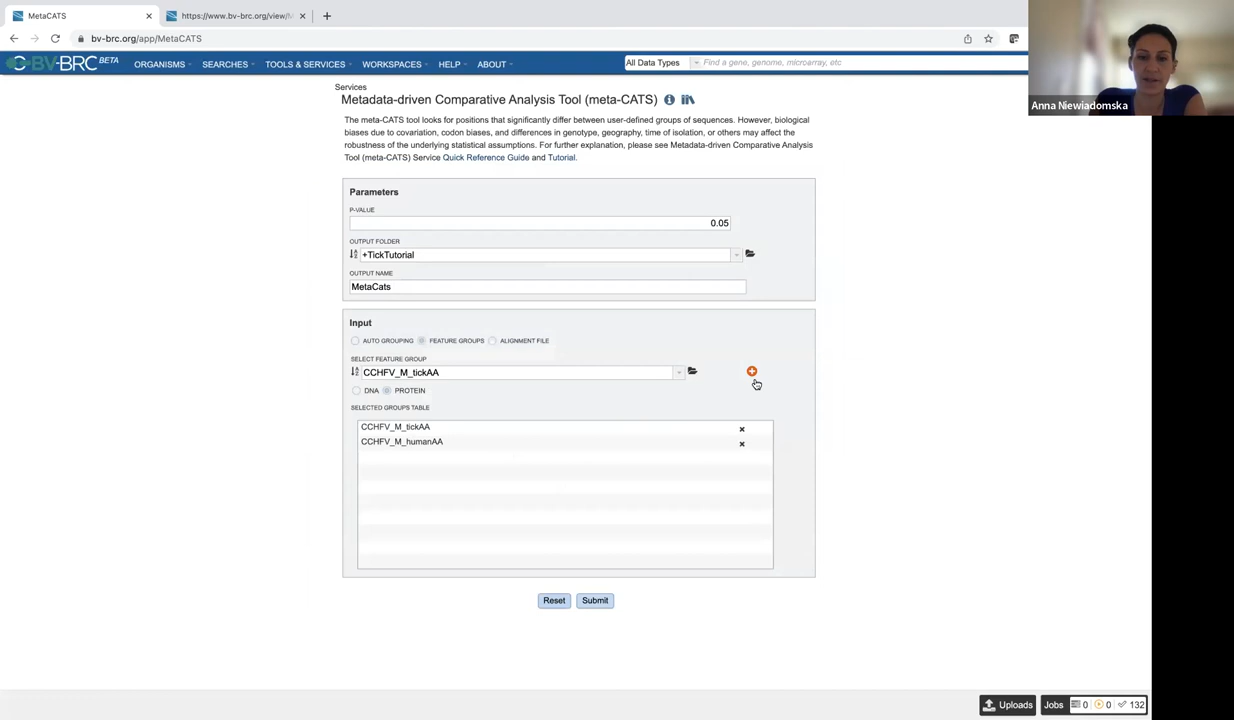 MetaCATS
https://www.bv-brc.org/view/M
bv-brc.org/app/MetaCATS
BV-BRC BETA
ORGANISMS
SEARCHES
TOOLS & SERVICES
WORKSPACES
HELP
ABOUT
All Data Types
Find a gene, genome, microarray, etc
Anna Niewiadomska
Services
Metadata-driven Comparative Analysis Tool (meta-CATS)
The meta-CATS tool looks for positions that significantly differ between user-defined groups of sequences. However, biological
biases due to covariation, codon biases, and differences in genotype, geography, time of isolation, or others may affect the
robustness of the underlying statistical assumptions. For further explanation, please see Metadata-driven Comparative Analysis
Tool (meta-CATS) Service Quick Reference Guide and Tutorial.
Parameters
P-VALUE
0.05
OUTPUT FOLDER
+TickTutorial
OUTPUT NAME
MetaCats
Input
AUTO GROUPING FEATURE GROUPS ALIGNMENT FILE
SELECT FEATURE GROUP
CCHFV_M_tickAA
DNA PROTEIN
SELECTED GROUPS TABLE
CCHFV_M_tickAA
CCHFV_M_humanAA
Reset Submit
Uploads Jobs 0 0 132